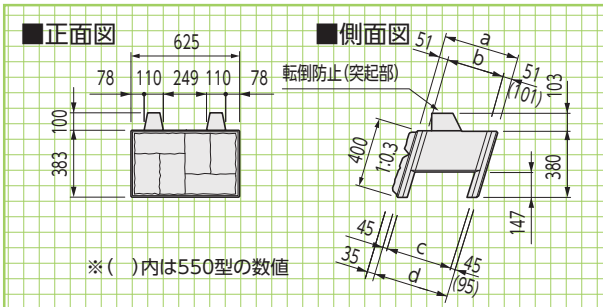 ■正面図
625
78 110 249 110 78
100
383
※( )内は550型の数値
■側面図
51
a
b
51
(101)
転倒防止(突起部)
103
400
1:0.3
380
147
45
35
c
d
45
(95)